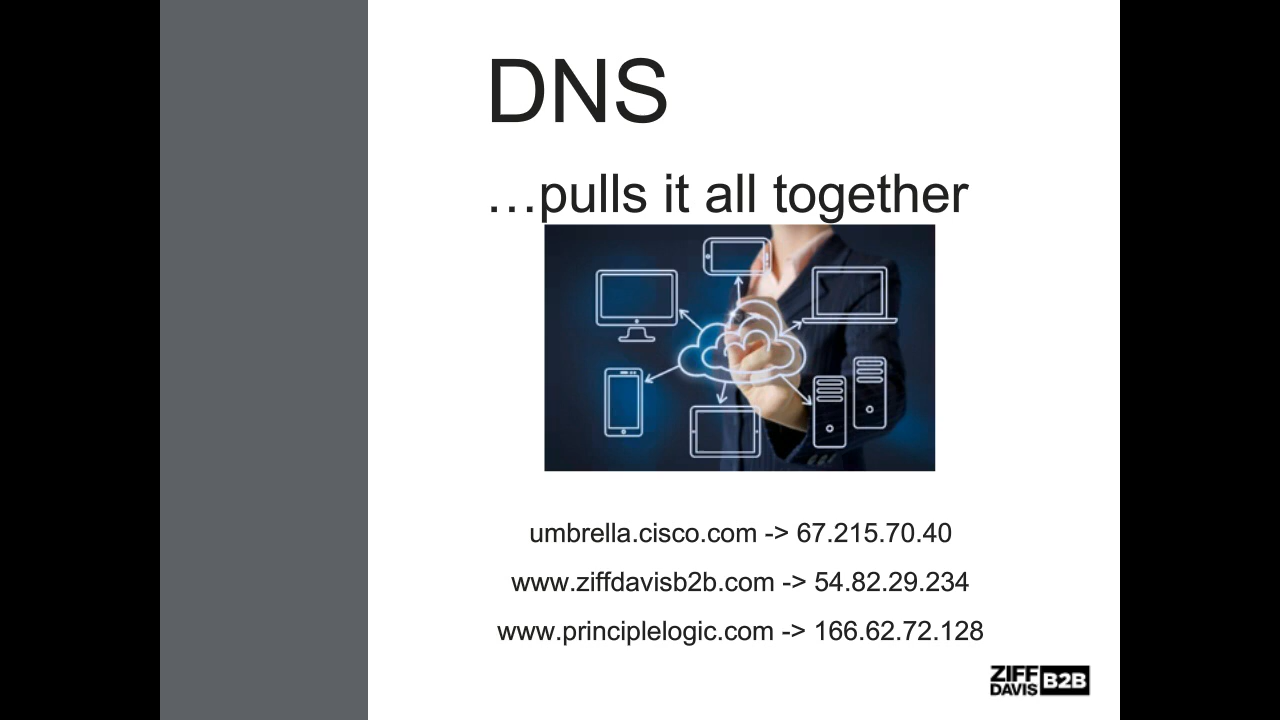 DNS
…pulls it all together
umbrella.cisco.com -> 67.215.70.40
www.ziffdavisb2b.com -> 54.82.29.234
www.principlelogic.com -> 166.62.72.128
ZIFF
DAVIS B2B